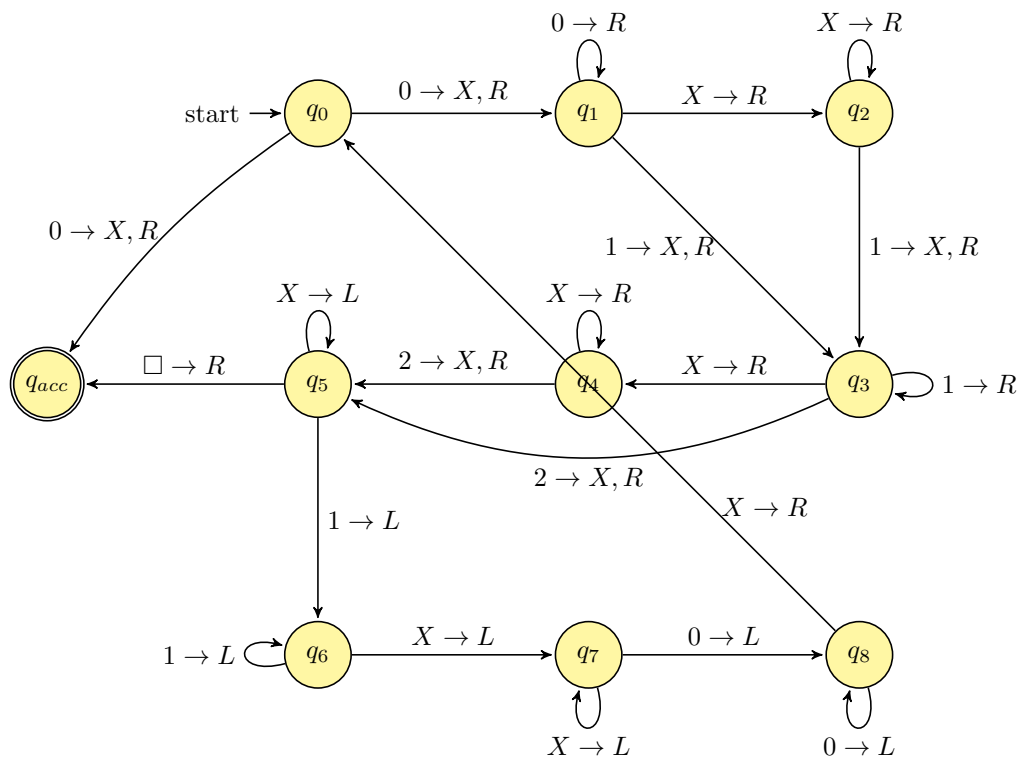 0 → R
X → R
start
q₀
0 → X, R
q₁
X → R
q₂
0 → X, R
1 → X, R
1 → X, R
X → L
X → R
qₐcc
□ → R
q₅
2 → X, R
q₄
X → R
q₃
1 → R
2 → X, R
X → R
1 → L
1 → L
q₆
X → L
q₇
0 → L
q₈
X → L
0 → L